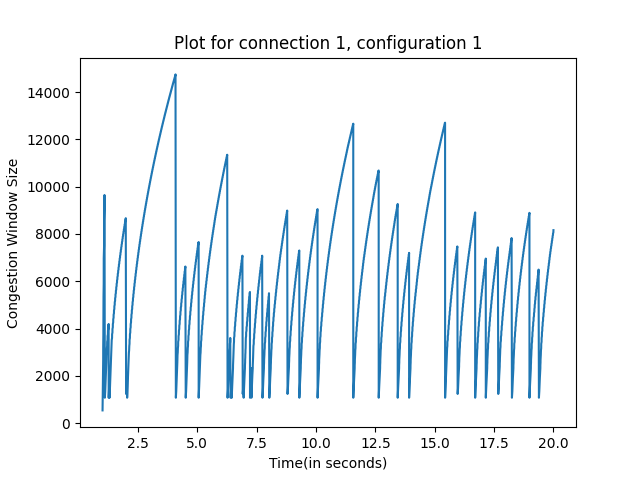 Plot for connection 1, configuration 1
Congestion Window Size
14000
12000
10000
8000
6000
4000
2000
0
2.5 5.0 7.5 10.0 12.5 15.0 17.5 20.0
Time(in seconds)